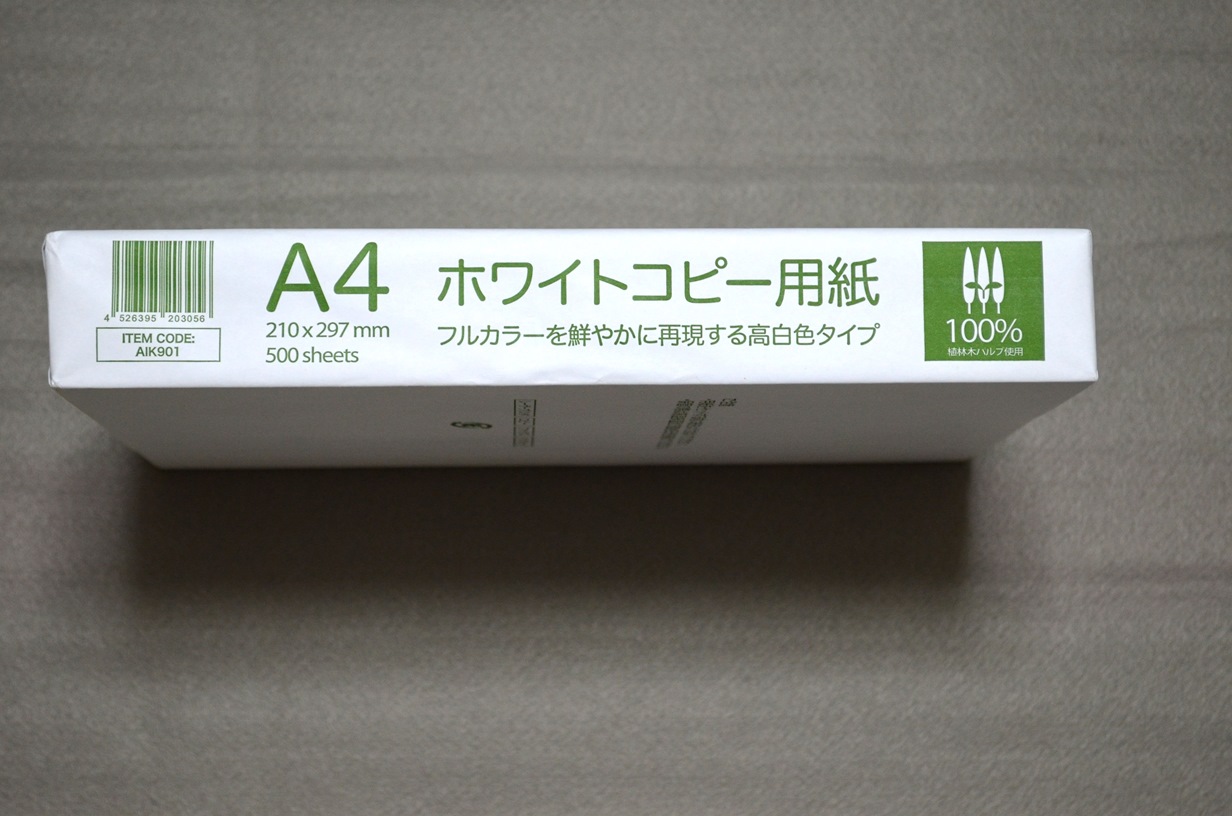 4 526395 203056
ITEM CODE:
AIK901
A4
210 x 297 mm
500 sheets
ホワイトコピー用紙
フルカラーを鮮やかに再現する高白色タイプ
100%
植林木パルプ使用